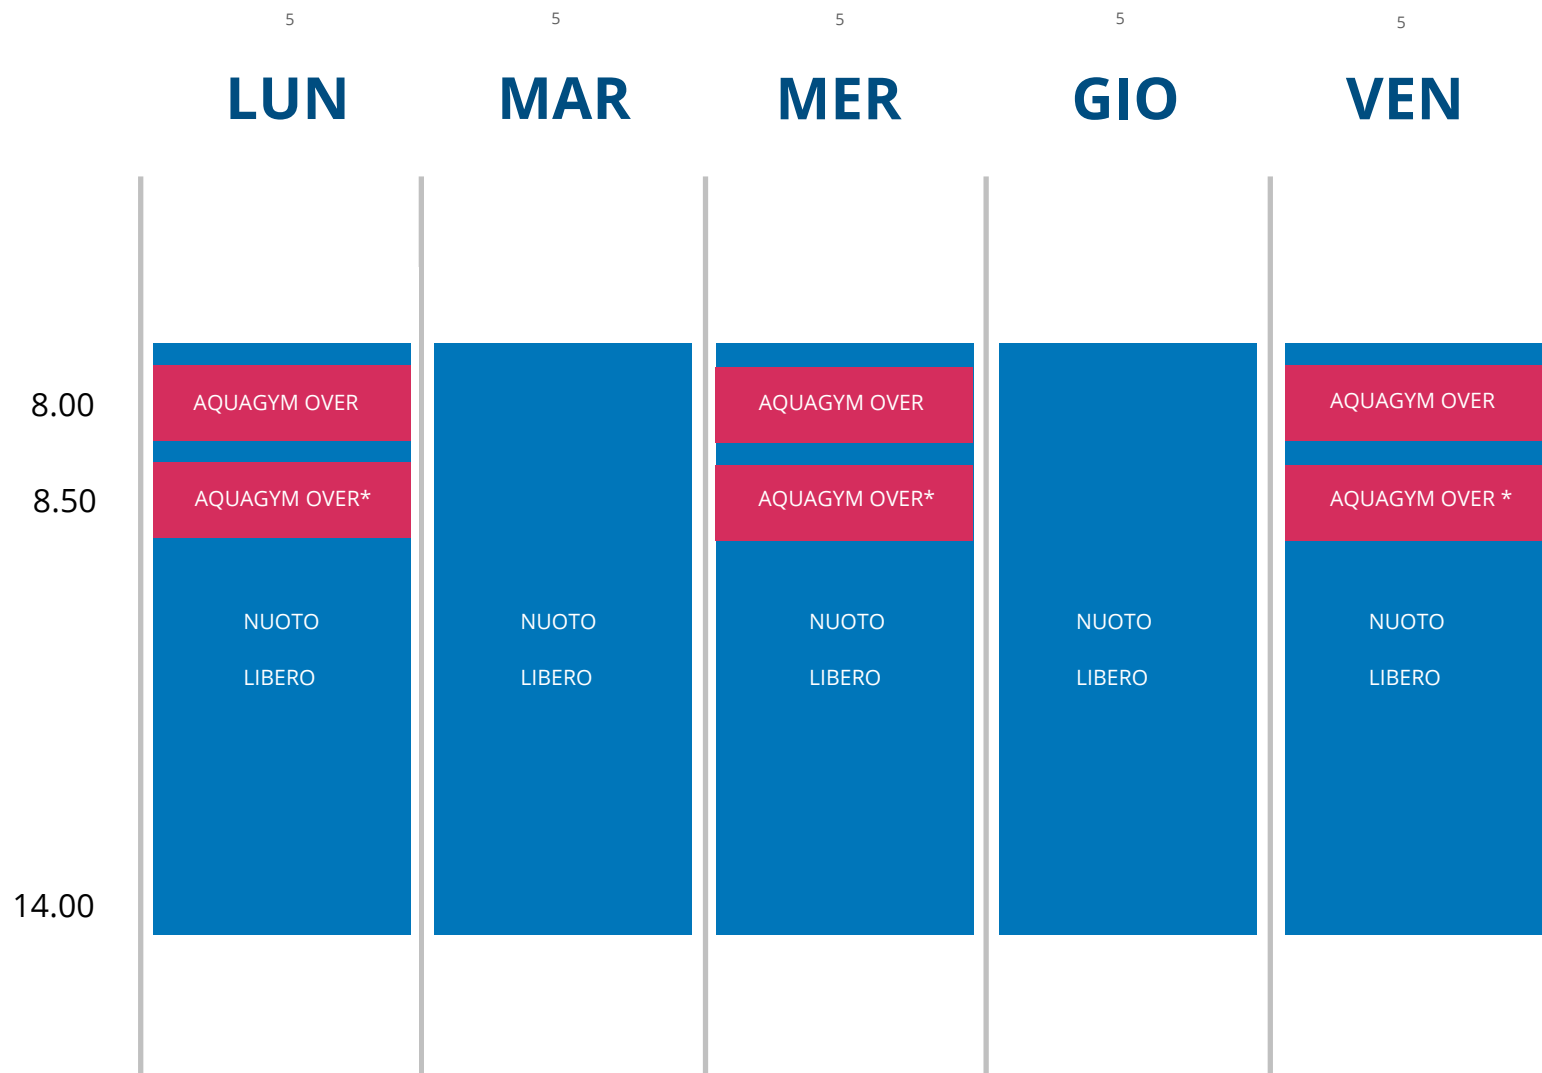 5 5 5 5 5
LUN MAR MER GIO VEN
8.00 AQUAGYM OVER AQUAGYM OVER AQUAGYM OVER
8.50 AQUAGYM OVER* AQUAGYM OVER* AQUAGYM OVER *
NUOTO NUOTO NUOTO NUOTO NUOTO
LIBERO LIBERO LIBERO LIBERO LIBERO
14.00